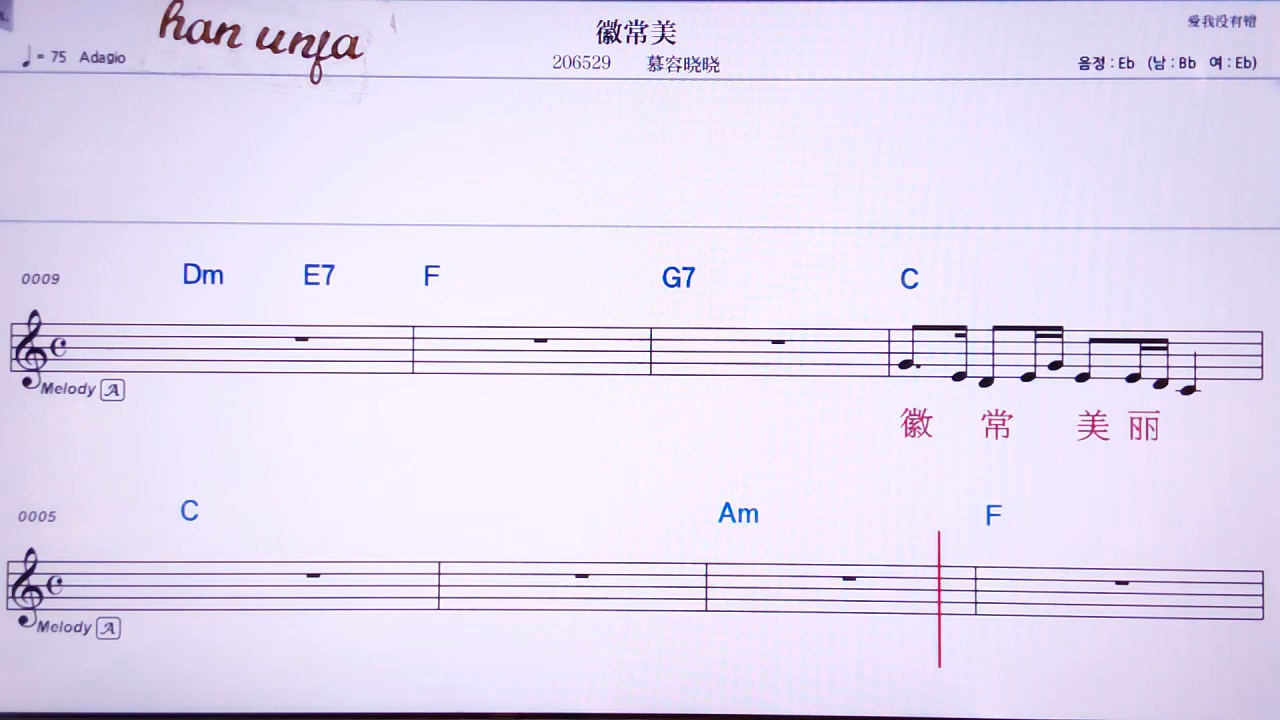 han unja
徽常美
爱我没有错
♩= 75 Adagio
206529 慕容晓晓
음정 : Eb (남 : Bb 여 : Eb)
0009 Dm E7 F G7 C
Melody A
徽 常 美 丽
0005 C Am F
Melody A